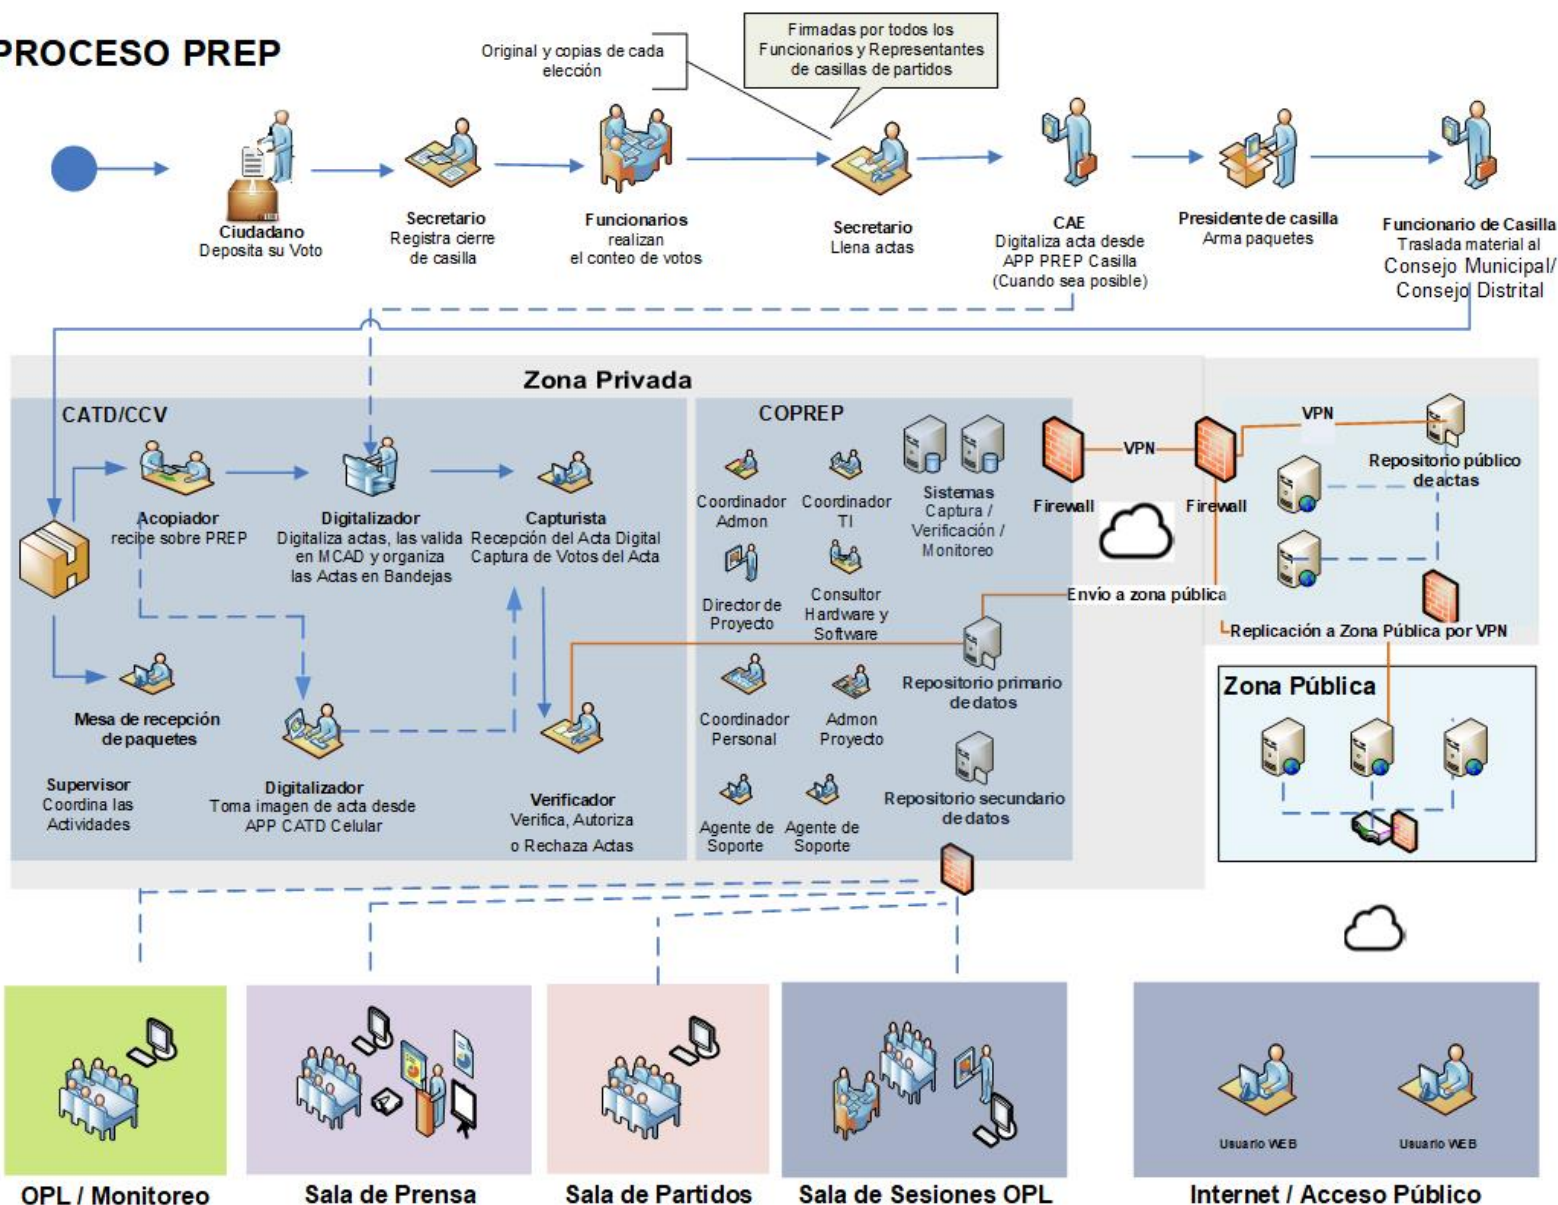 PROCESO PREP
Original y copias de cada
elección
Firmadas por todos los
Funcionarios y Representantes
de casillas de partidos
Ciudadano
Deposita su Voto
Secretario
Registra cierre
de casilla
Funcionarios
realizan
el conteo de votos
Secretario
Llena actas
CAE
Digitaliza acta desde
APP PREP Casilla
(Cuando sea posible)
Presidente de casilla
Arma paquetes
Funcionario de Casilla
Traslada material al
Consejo Municipal/
Consejo Distrital
Zona Privada
CATD/CCV
Acopiador
recibe sobre PREP
Digitalizador
Digitaliza actas, las valida
en MCAD y organiza
las Actas en Bandejas
Capturista
Recepción del Acta Digital
Captura de Votos del Acta
Mesa de recepción
de paquetes
Supervisor
Coordina las
Actividades
Digitalizador
Toma imagen de acta desde
APP CATD Celular
Verificador
Verifica, Autoriza
o Rechaza Actas
COPREP
Coordinador
Admon
Coordinador
TI
Sistemas
Captura /
Verificación /
Monitoreo
Director de
Proyecto
Consultor
Hardware y
Software
Repositorio primario
de datos
Coordinador
Personal
Admon
Proyecto
Repositorio secundario
de datos
Agente de
Soporte
Agente de
Soporte
Firewall
VPN
Firewall
VPN
Repositorio público
de actas
Envío a zona pública
Replicación a Zona Pública por VPN
Zona Pública
OPL / Monitoreo
Sala de Prensa
Sala de Partidos
Sala de Sesiones OPL
Usuario WEB
Usuario WEB
Internet / Acceso Público